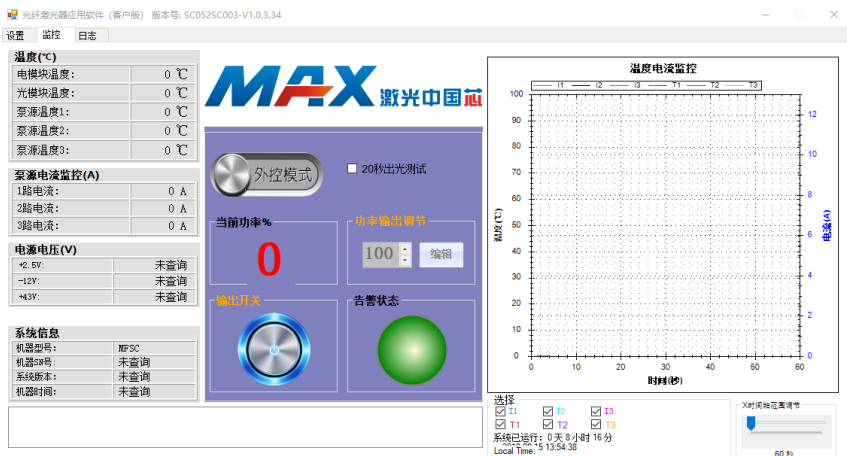 光纤激光器应用软件（客户版） 版本号: SC052SC003-V1.0.3.34
设置 监控 日志
温度(℃)
电模块温度: 0 ℃
光模块温度: 0 ℃
泵源温度1: 0 ℃
泵源温度2: 0 ℃
泵源温度3: 0 ℃
泵源电流监控(A)
1路电流: 0 A
2路电流: 0 A
3路电流: 0 A
电源电压(V)
+2.5V: 未查询
-12V: 未查询
+43V: 未查询
系统信息
机器型号: MFSC
机器SN号: 未查询
系统版本: 未查询
机器时间: 未查询
MAX 激光中国芯
外控模式
20秒出光测试
当前功率%
0
功率输出调节
100 编辑
输出开关
告警状态
温度电流监控
I1 I2 I3 T1 T2 T3
温度(℃)
100
90
80
70
60
50
40
30
20
10
0
12
10
8
6
4
2
0
电流(A)
0 10 20 30 40 50 60
时间(秒)
选择
I1 I2 I3
T1 T2 T3
系统已运行: 0 天 8 小时 16 分
Local Time: 15 13:54:38
X时间轴范围调节
60 秒